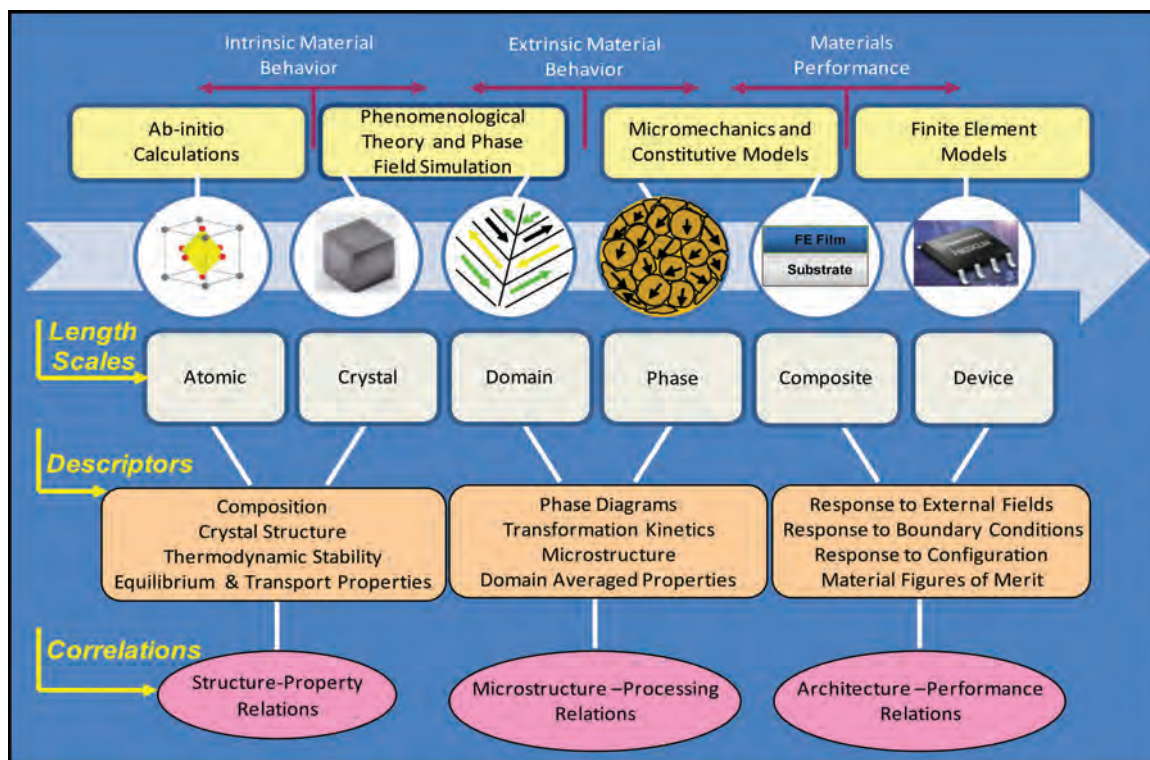 Intrinsic Material
Behavior
Extrinsic Material
Behavior
Materials
Performance
Ab-initio
Calculations
Phenomenological
Theory and Phase
Field Simulation
Micromechanics and
Constitutive Models
Finite Element
Models
FE Film
Substrate
Length
Scales
Atomic
Crystal
Domain
Phase
Composite
Device
Descriptors
Composition
Crystal Structure
Thermodynamic Stability
Equilibrium & Transport Properties
Phase Diagrams
Transformation Kinetics
Microstructure
Domain Averaged Properties
Response to External Fields
Response to Boundary Conditions
Response to Configuration
Material Figures of Merit
Correlations
Structure-Property
Relations
Microstructure –Processing
Relations
Architecture –Performance
Relations